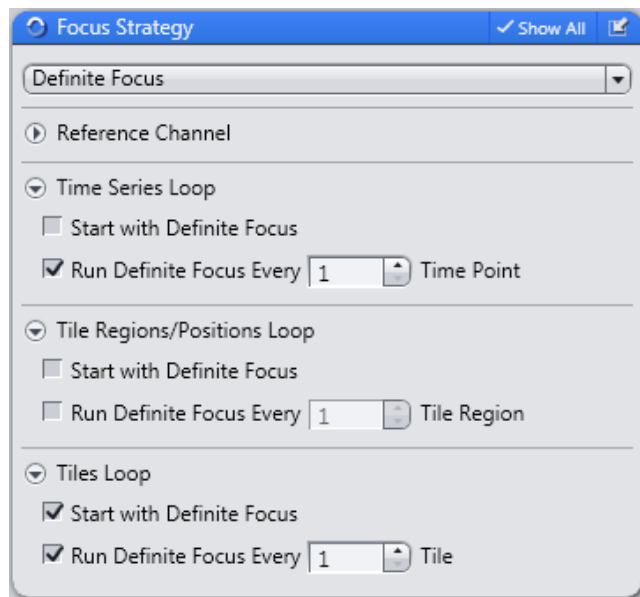 Focus Strategy Show All
Definite Focus
Reference Channel
Time Series Loop
Start with Definite Focus
Run Definite Focus Every 1 Time Point
Tile Regions/Positions Loop
Start with Definite Focus
Run Definite Focus Every 1 Tile Region
Tiles Loop
Start with Definite Focus
Run Definite Focus Every 1 Tile